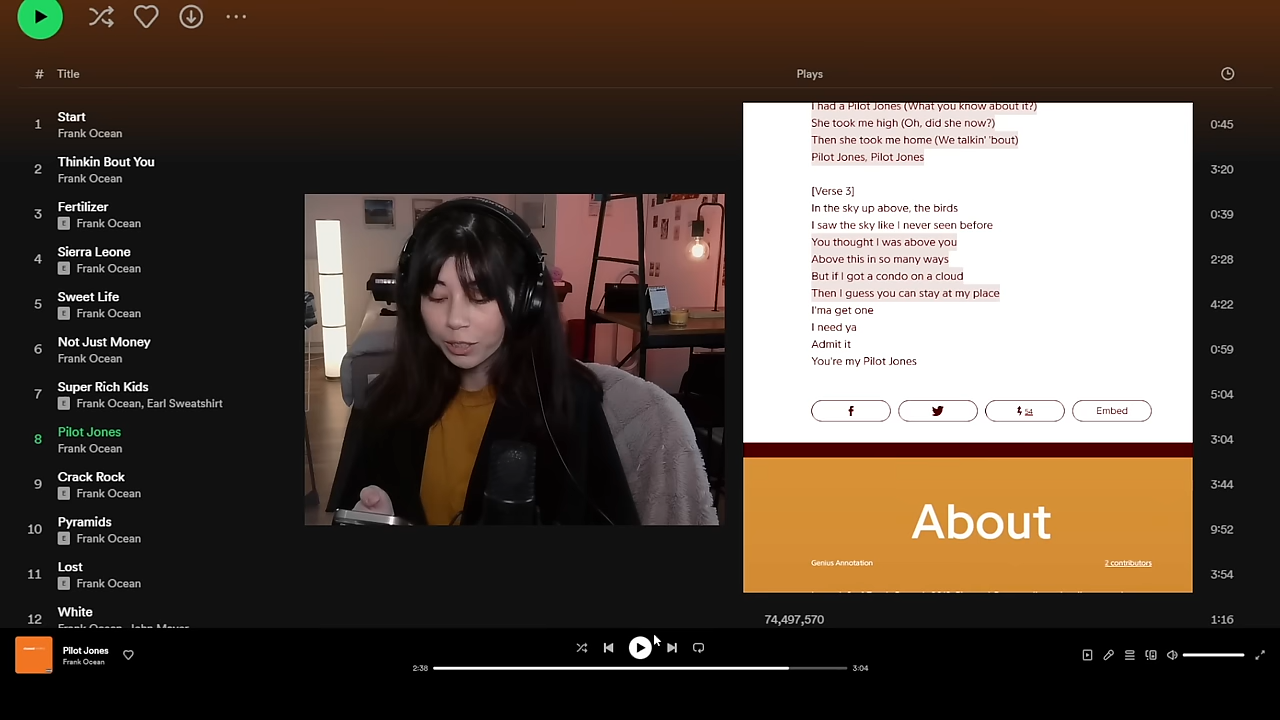 # Title Plays
1 Start 0:45
Frank Ocean
2 Thinkin Bout You 3:20
Frank Ocean
3 Fertilizer 0:39
E Frank Ocean
4 Sierra Leone 2:28
E Frank Ocean
5 Sweet Life 4:22
E Frank Ocean
6 Not Just Money 0:59
Frank Ocean
7 Super Rich Kids 5:04
E Frank Ocean, Earl Sweatshirt
8 Pilot Jones 3:04
Frank Ocean
9 Crack Rock 3:44
E Frank Ocean
10 Pyramids 9:52
E Frank Ocean
11 Lost 3:54
E Frank Ocean
12 White 74,497,570 1:16
Frank Ocean, John Mayer
I had a Pilot Jones (What you know about it?)
She took me high (Oh, did she now?)
Then she took me home (We talkin' 'bout)
Pilot Jones, Pilot Jones
[Verse 3]
In the sky up above, the birds
I saw the sky like I never seen before
You thought I was above you
Above this in so many ways
But if I got a condo on a cloud
Then I guess you can stay at my place
I'ma get one
I need ya
Admit it
You're my Pilot Jones
54 Embed
About
Genius Annotation 2 contributors
Pilot Jones
Frank Ocean
2:38 3:04